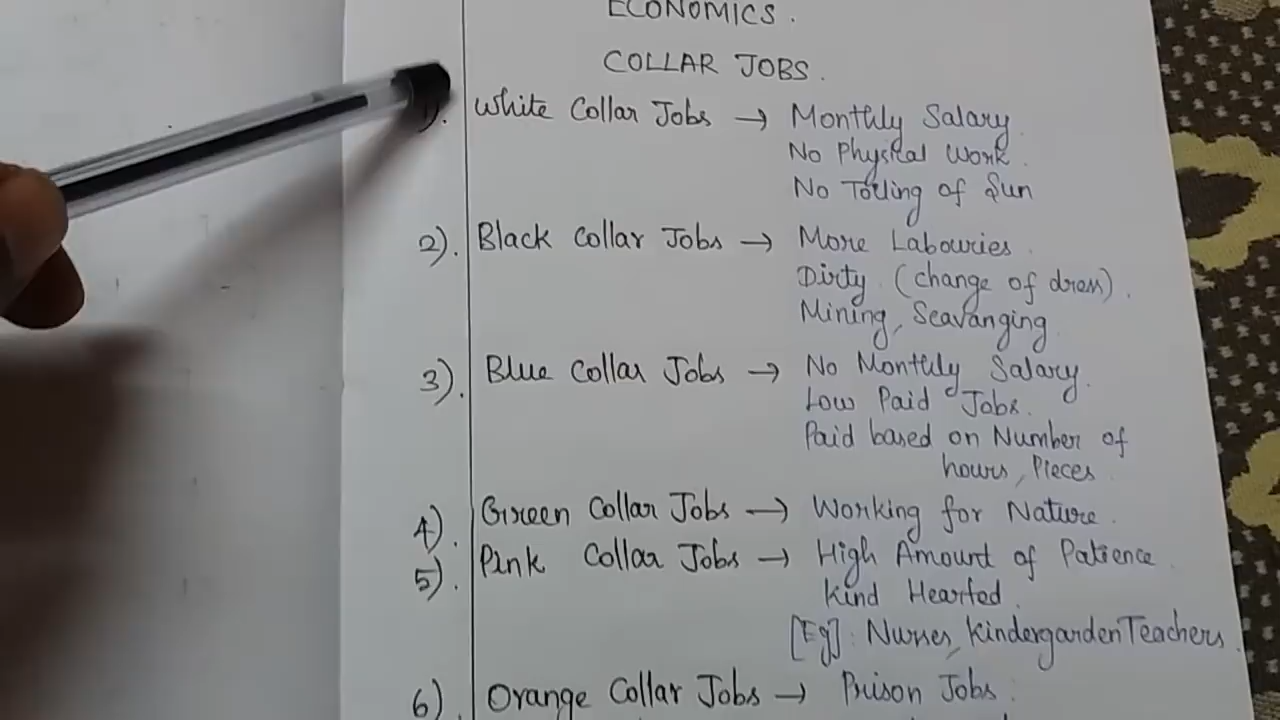 ECONOMICS.
COLLAR JOBS.
1). White Collar Jobs → Monthly Salary.
No Physical Work.
No Toiling of Sun
2). Black Collar Jobs → More Labouries.
Dirty. (change of dress).
Mining, Scavanging
3). Blue Collar Jobs → No Monthly Salary.
Low Paid Jobs.
Paid based on Number of
hours, Pieces.
4). Green Collar Jobs → Working for Nature.
5). Pink Collar Jobs → High Amount of Patience.
Kind Hearted.
[Eg]: Nurses, Kindergarden Teachers.
6). Orange Collar Jobs → Prison Jobs.